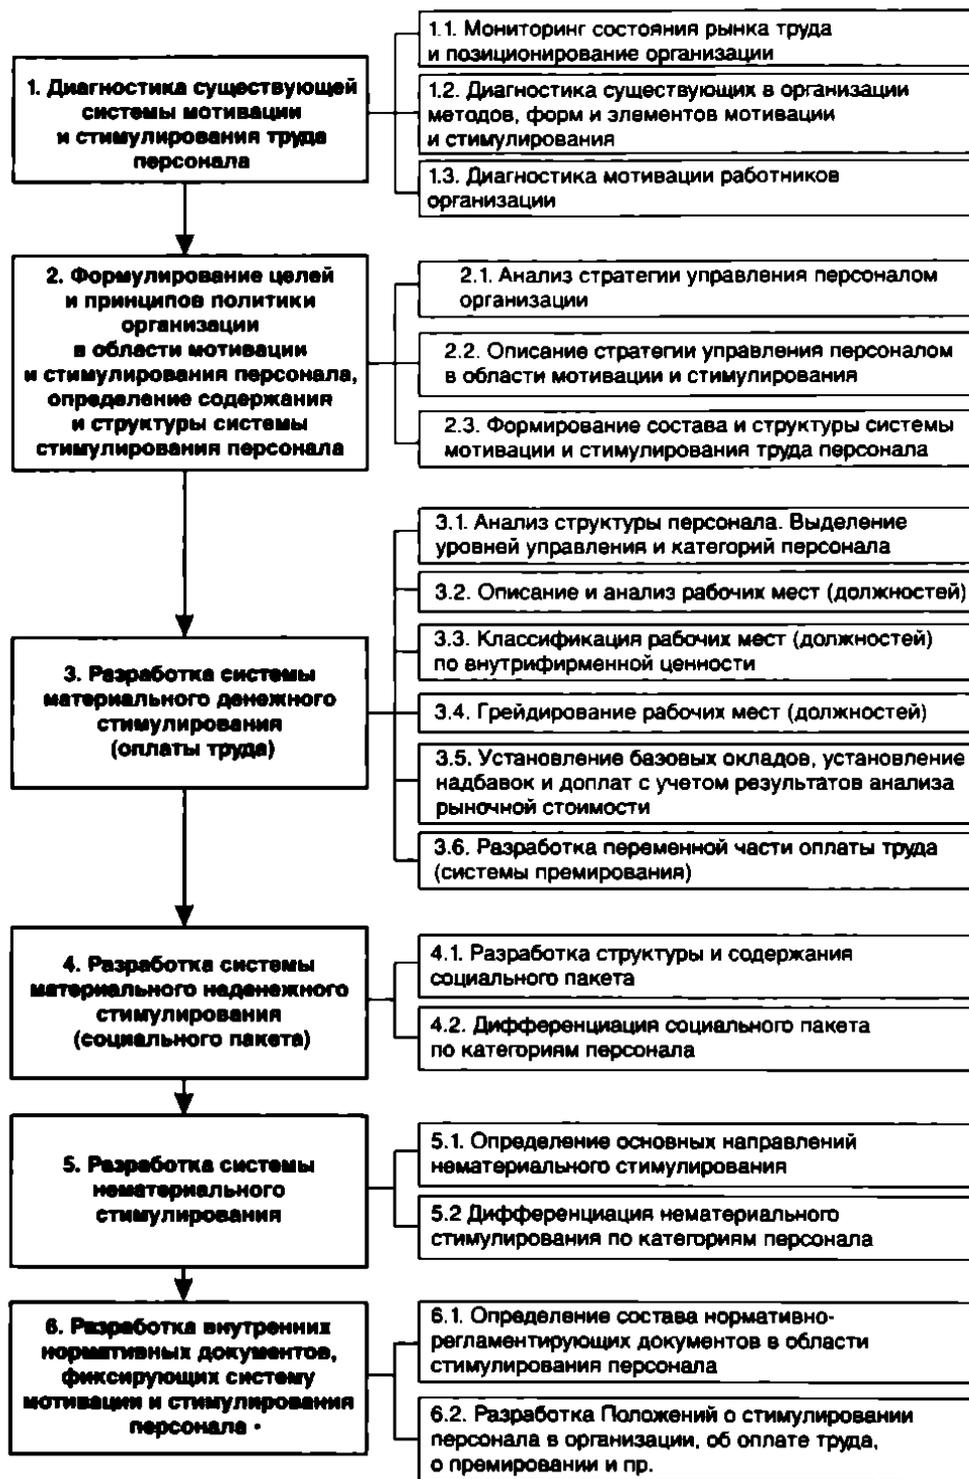 1. Диагностика существующей
системы мотивации
и стимулирования труда
персонала
1.1. Мониторинг состояния рынка труда
и позиционирование организации
1.2. Диагностика существующих в организации
методов, форм и элементов мотивации
и стимулирования
1.3. Диагностика мотивации работников
организации
2. Формулирование целей
и принципов политики
организации
в области мотивации
и стимулирования персонала,
определение содержания
и структуры системы
стимулирования персонала
2.1. Анализ стратегии управления персоналом
организации
2.2. Описание стратегии управления персоналом
в области мотивации и стимулирования
2.3. Формирование состава и структуры системы
мотивации и стимулирования труда персонала
3. Разработка системы
материального денежного
стимулирования
(оплаты труда)
3.1. Анализ структуры персонала. Выделение
уровней управления и категорий персонала
3.2. Описание и анализ рабочих мест (должностей)
3.3. Классификация рабочих мест (должностей)
по внутрифирменной ценности
3.4. Грейдирование рабочих мест (должностей)
3.5. Установление базовых окладов, установление
надбавок и доплат с учетом результатов анализа
рыночной стоимости
3.6. Разработка переменной части оплаты труда
(системы премирования)
4. Разработка системы
материального неденежного
стимулирования
(социального пакета)
4.1. Разработка структуры и содержания
социального пакета
4.2. Дифференциация социального пакета
по категориям персонала
5. Разработка системы
нематериального
стимулирования
5.1. Определение основных направлений
нематериального стимулирования
5.2 Дифференциация нематериального
стимулирования по категориям персонала
6. Разработка внутренних
нормативных документов,
фиксирующих систему
мотивации и стимулирования
персонала
6.1. Определение состава нормативно-
регламентирующих документов в области
стимулирования персонала
6.2. Разработка Положений о стимулировании
персонала в организации, об оплате труда,
о премировании и пр.